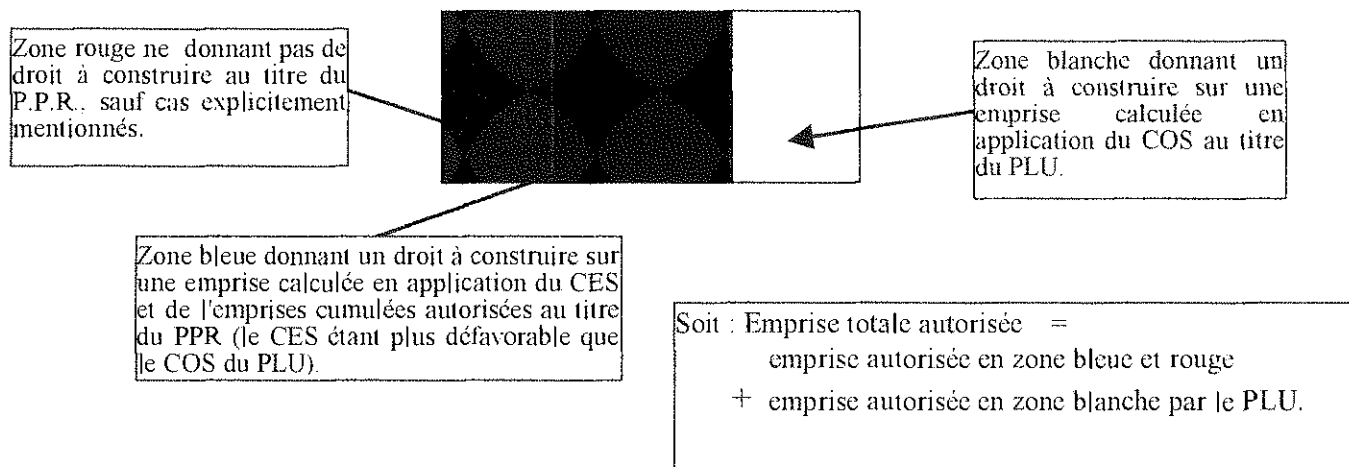 Zone rouge ne donnant pas de
droit à construire au titre du
P.P.R., sauf cas explicitement
mentionnés.
Zone blanche donnant un
droit à construire sur une
emprise calculée en
application du COS au titre
du PLU.
Zone bleue donnant un droit à construire sur
une emprise calculée en application du CES
et de l'emprises cumulées autorisées au titre
du PPR (le CES étant plus défavorable que
le COS du PLU).
Soit : Emprise totale autorisée =
emprise autorisée en zone bleue et rouge
+ emprise autorisée en zone blanche par le PLU.